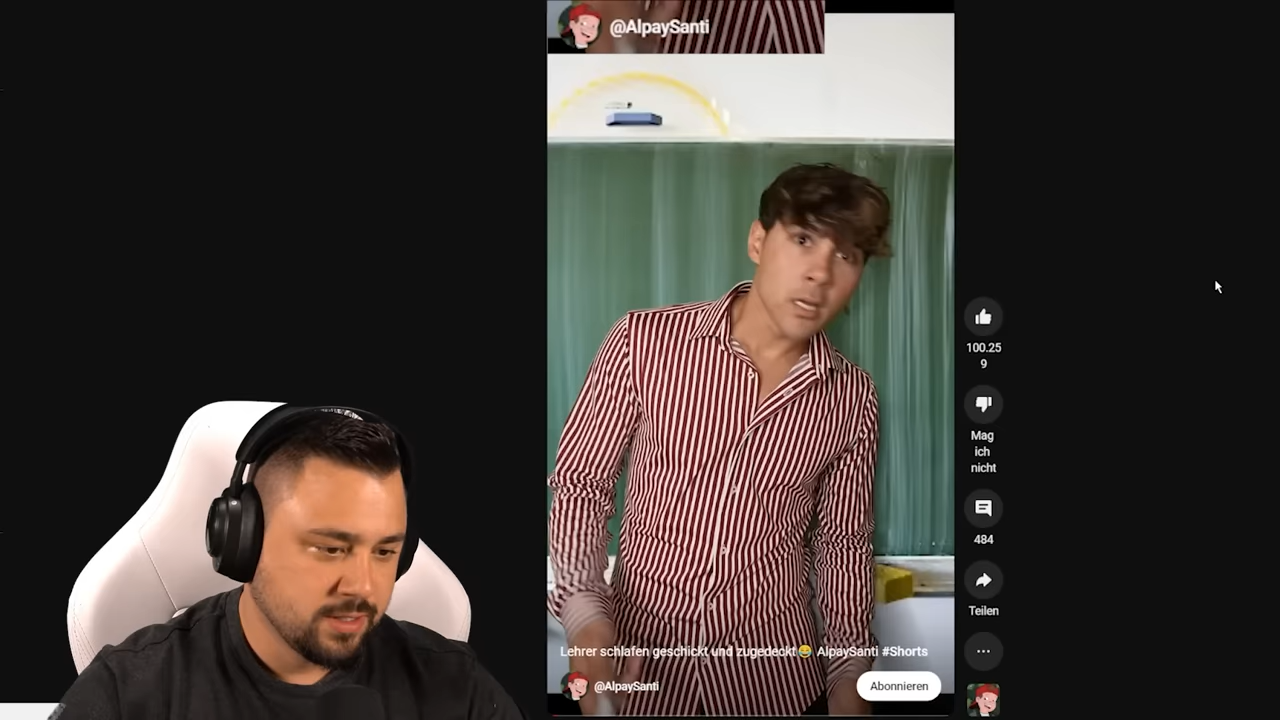 @AlpaySanti
100.25
9
Mag
ich
nicht
484
Teilen
Lehrer schlafen geschickt und zugedeckt😂 AlpaySanti #Shorts
@AlpaySanti
Abonnieren